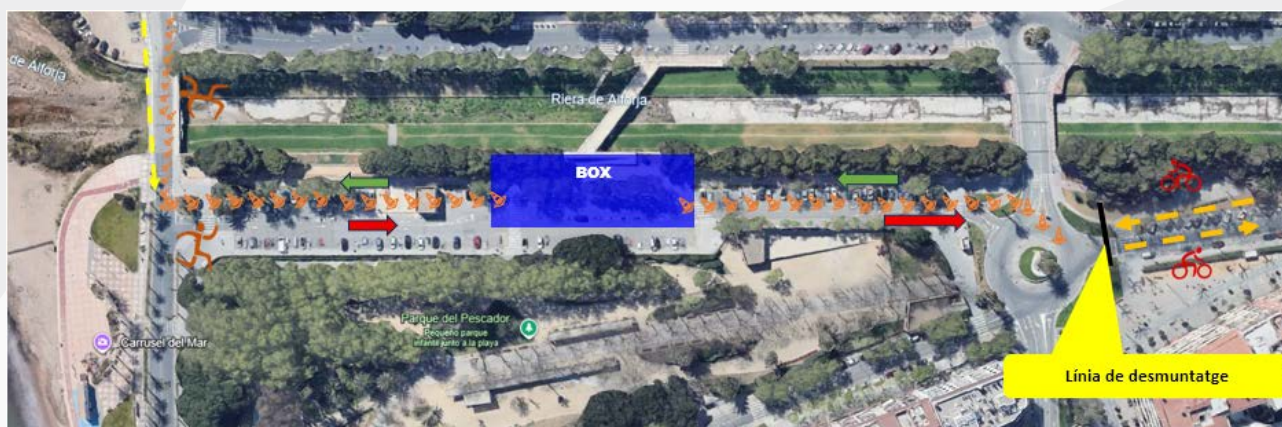 de Alforja
Riera de Alforja
BOX
Parque del Pescador
Pequeño parque
infantil junto a la playa
Carrusel del Mar
Línia de desmuntatge